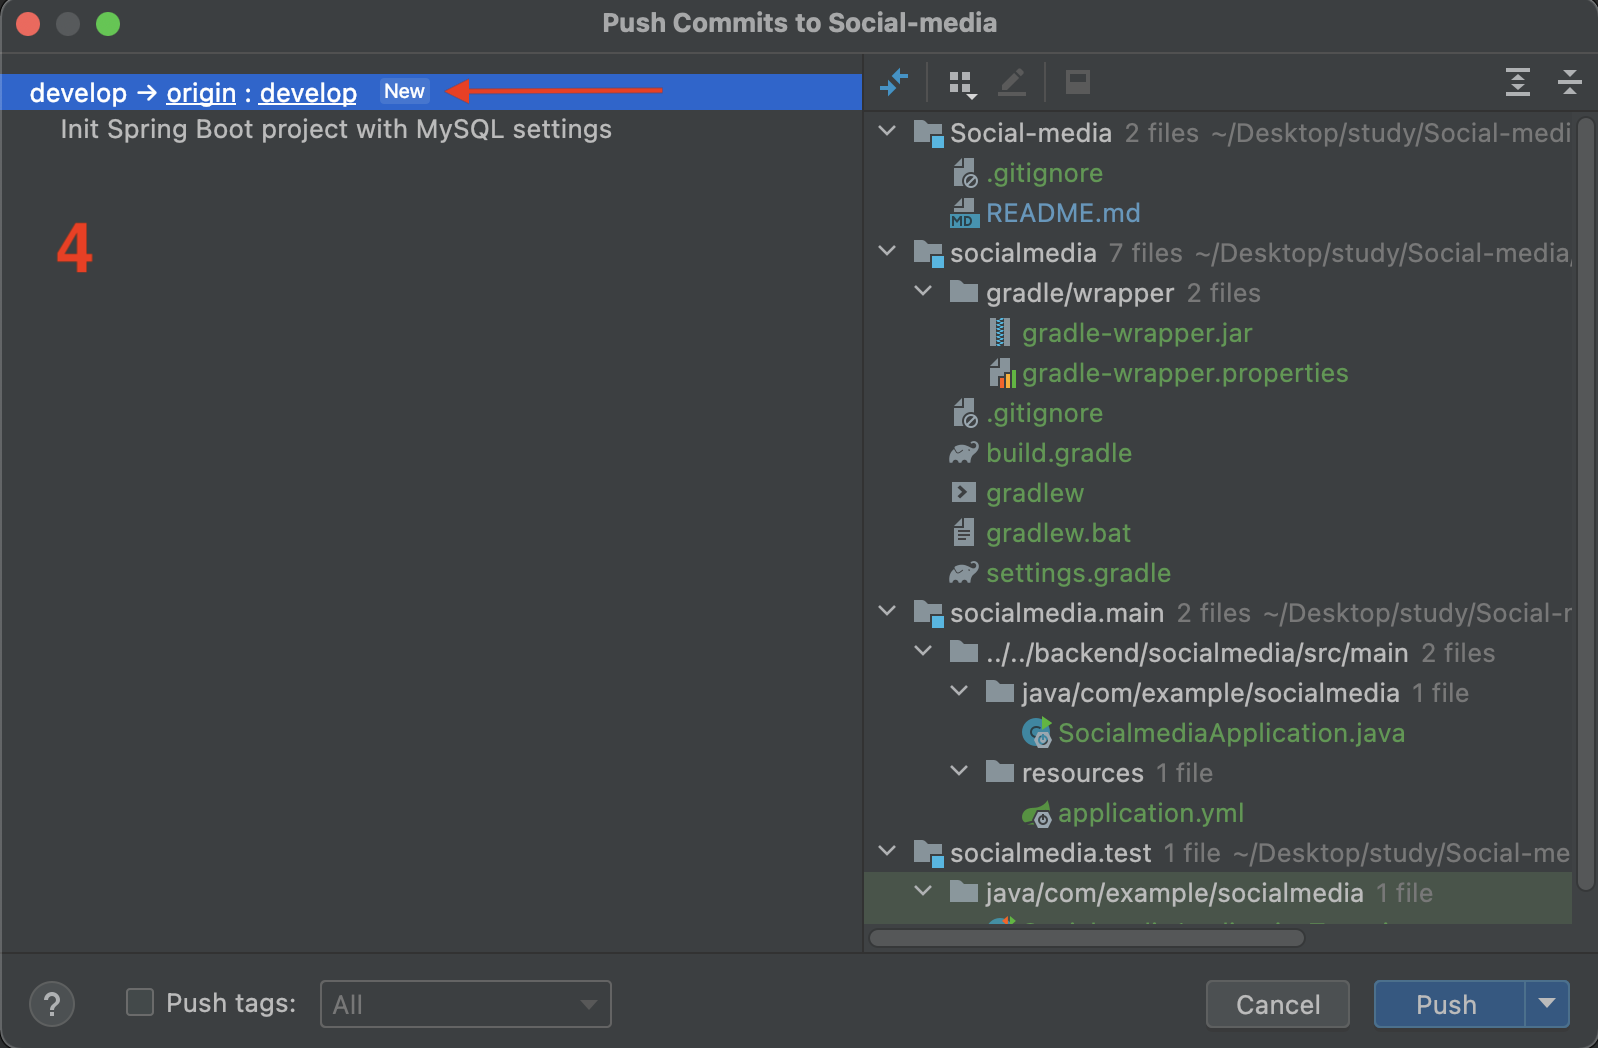 Push Commits to Social-media
develop → origin : develop New
Init Spring Boot project with MySQL settings
4
Social-media 2 files ~/Desktop/study/Social-medi
.gitignore
MD README.md
socialmedia 7 files ~/Desktop/study/Social-media/
gradle/wrapper 2 files
gradle-wrapper.jar
gradle-wrapper.properties
.gitignore
build.gradle
gradlew
gradlew.bat
settings.gradle
socialmedia.main 2 files ~/Desktop/study/Social-r
../../backend/socialmedia/src/main 2 files
java/com/example/socialmedia 1 file
SocialmediaApplication.java
resources 1 file
application.yml
socialmedia.test 1 file ~/Desktop/study/Social-me
java/com/example/socialmedia 1 file
? Push tags: All Cancel Push